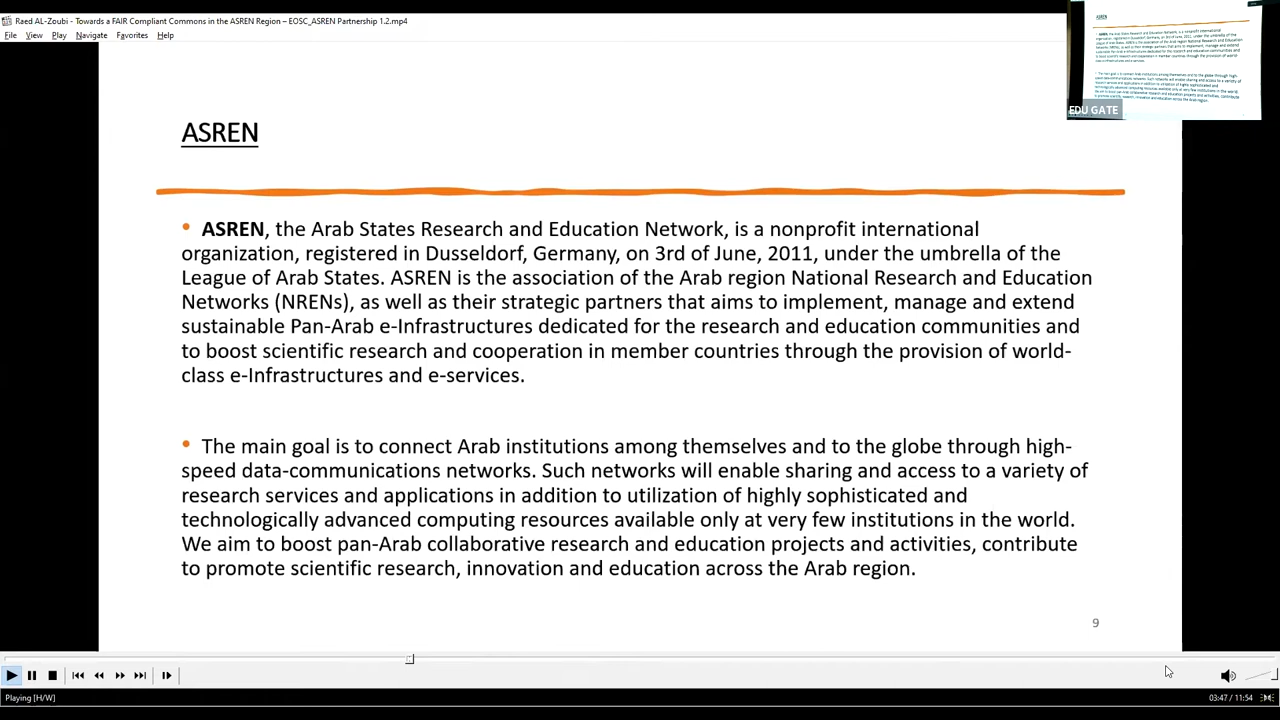 Raed AL-Zoubi - Towards a FAIR Compliant Commons in the ASREN Region – EOSC_ASREN Partnership 1.2.mp4
File View Play Navigate Favorites Help
EDU GATE
ASREN
• ASREN, the Arab States Research and Education Network, is a nonprofit international
organization, registered in Dusseldorf, Germany, on 3rd of June, 2011, under the umbrella of the
League of Arab States. ASREN is the association of the Arab region National Research and Education
Networks (NRENs), as well as their strategic partners that aims to implement, manage and extend
sustainable Pan-Arab e-Infrastructures dedicated for the research and education communities and
to boost scientific research and cooperation in member countries through the provision of world-
class e-Infrastructures and e-services.
• The main goal is to connect Arab institutions among themselves and to the globe through high-
speed data-communications networks. Such networks will enable sharing and access to a variety of
research services and applications in addition to utilization of highly sophisticated and
technologically advanced computing resources available only at very few institutions in the world.
We aim to boost pan-Arab collaborative research and education projects and activities, contribute
to promote scientific research, innovation and education across the Arab region.
9
Playing [H/W]
03:47 / 11:54